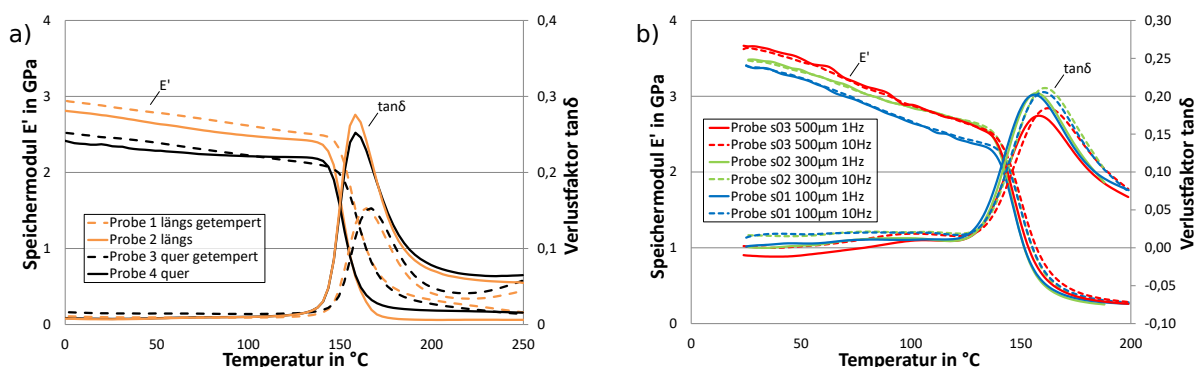 a)
Speichermodul E' in GPa
4
3
2
1
0
E'
tanδ
Probe 1 längs getempert
Probe 2 längs
Probe 3 quer getempert
Probe 4 quer
0,4
0,3
0,2
0,1
0
Verlustfaktor tanδ
0 50 100 150 200 250
Temperatur in °C
b)
Speichermodul E' in GPa
4
3
2
1
0
E'
tanδ
Probe s03 500µm 1Hz
Probe s03 500µm 10Hz
Probe s02 300µm 1Hz
Probe s02 300µm 10Hz
Probe s01 100µm 1Hz
Probe s01 100µm 10Hz
0,30
0,25
0,20
0,15
0,10
0,05
0,00
-0,05
-0,10
Verlustfaktor tanδ
0 50 100 150 200
Temperatur in °C